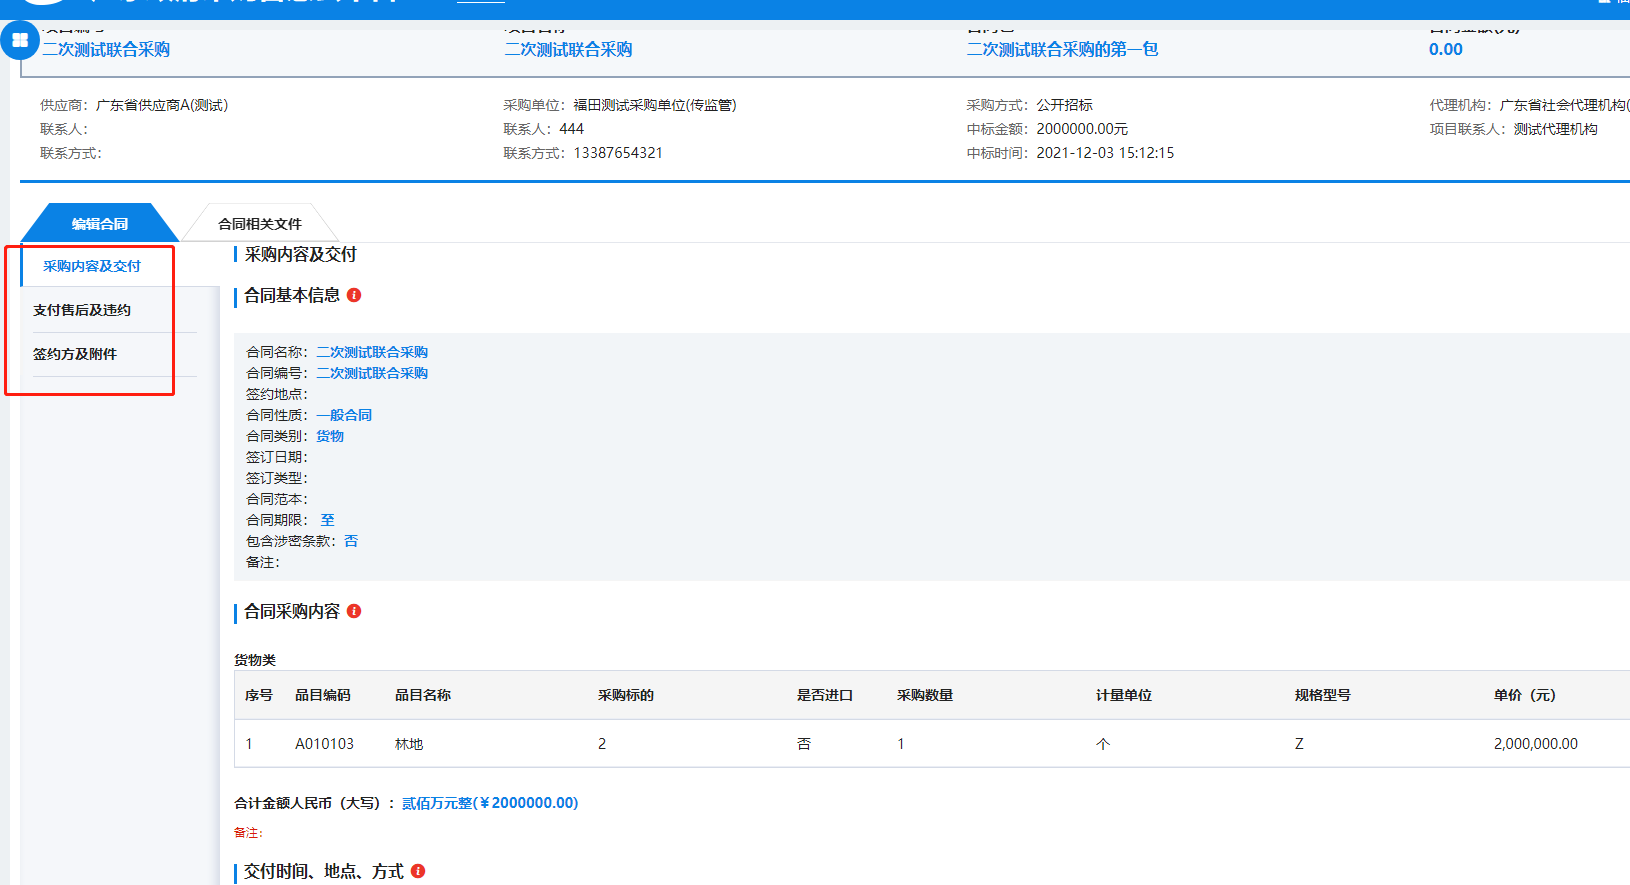 二次测试联合采购 二次测试联合采购 二次测试联合采购的第一包 0.00
供应商: 广东省供应商A(测试) 采购单位: 福田测试采购单位(传监管) 采购方式: 公开招标 代理机构: 广东省社会代理机构(
联系人: 联系人: 444 中标金额: 2000000.00元 项目联系人: 测试代理机构
联系方式: 联系方式: 13387654321 中标时间: 2021-12-03 15:12:15
编辑合同 合同相关文件
采购内容及交付
支付售后及违约
签约方及附件
采购内容及交付
合同基本信息
合同名称: 二次测试联合采购
合同编号: 二次测试联合采购
签约地点:
合同性质: 一般合同
合同类别: 货物
签订日期:
签订类型:
合同范本:
合同期限: 至
包含涉密条款: 否
备注:
合同采购内容
货物类
序号 品目编码 品目名称 采购标的 是否进口 采购数量 计量单位 规格型号 单价（元）
1 A010103 林地 2 否 1 个 Z 2,000,000.00
合计金额人民币（大写）: 贰佰万元整(¥2000000.00)
备注:
交付时间、地点、方式